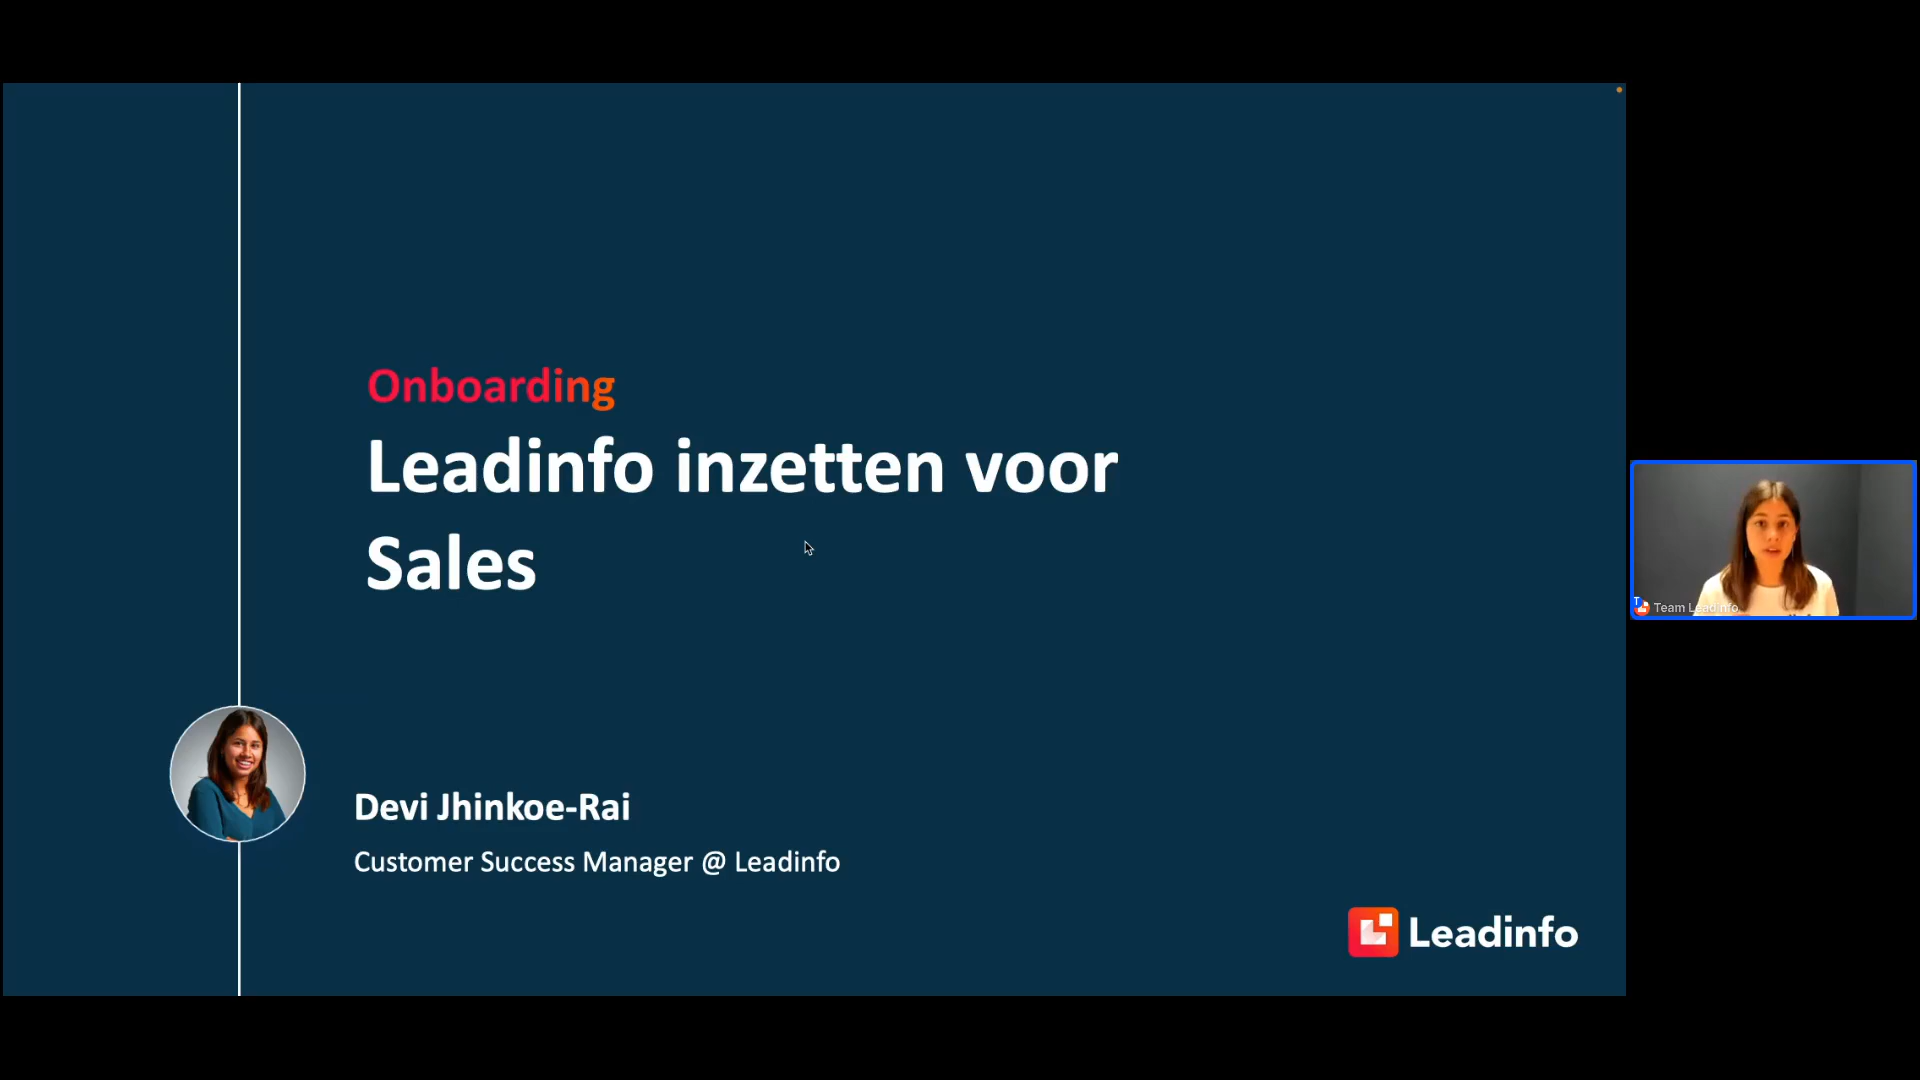 Onboarding
Leadinfo inzetten voor
Sales
Devi Jhinkoe-Rai
Customer Success Manager @ Leadinfo
Leadinfo
Team Leadinfo